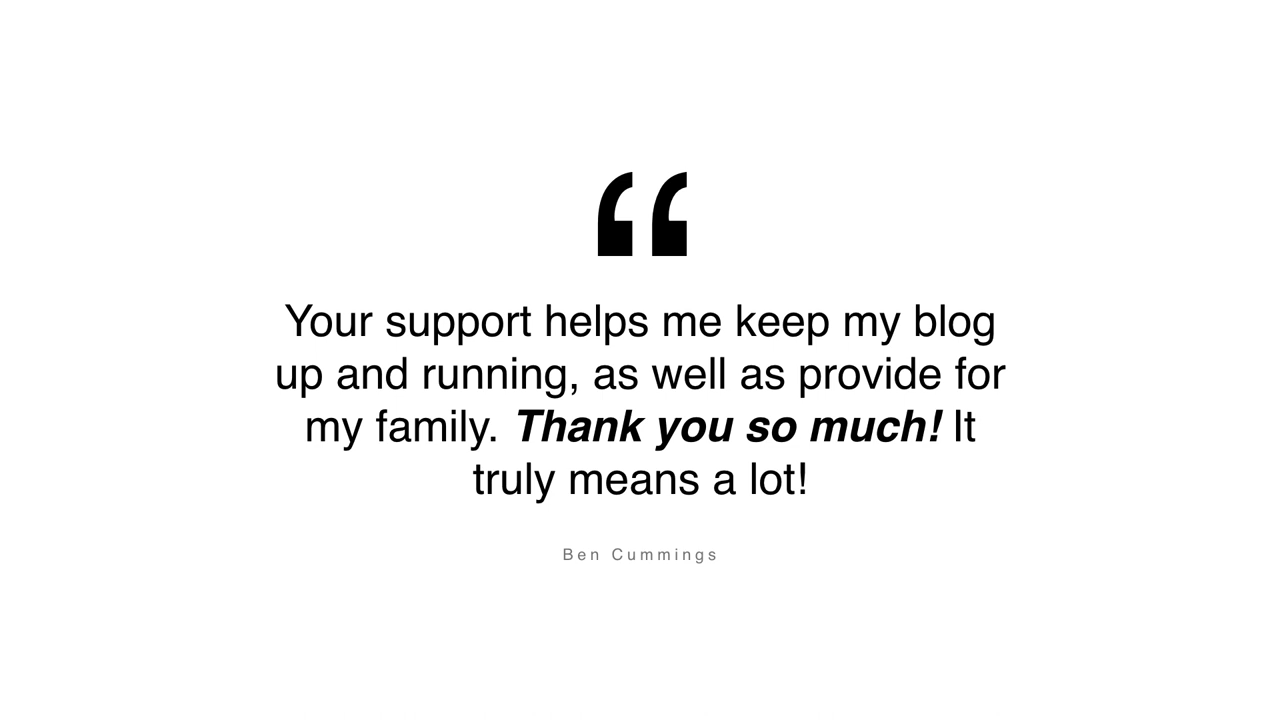 “
Your support helps me keep my blog
up and running, as well as provide for
my family. Thank you so much! It
truly means a lot!
Ben Cummings